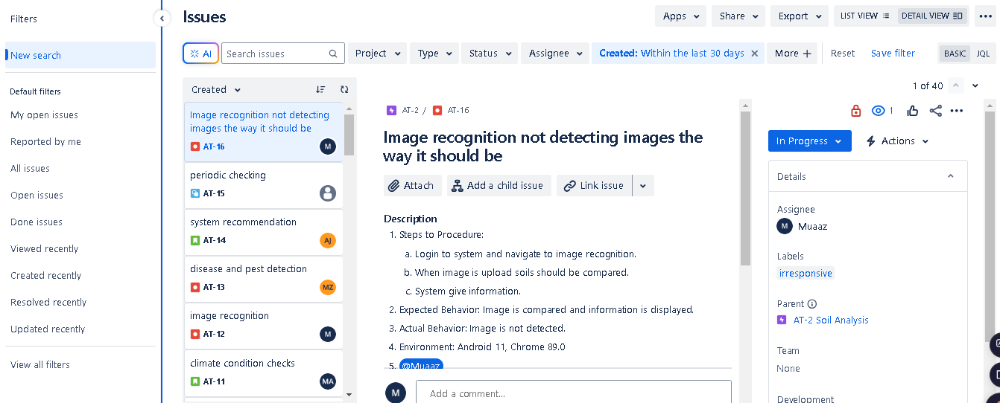 Filters
New search
Default filters
My open issues
Reported by me
All issues
Open issues
Done issues
Viewed recently
Created recently
Resolved recently
Updated recently
View all filters
Issues
Apps
Share
Export
LIST VIEW
DETAIL VIEW
AI
Search issues
Project
Type
Status
Assignee
Created: Within the last 30 days
More
Reset
Save filter
BASIC
JQL
Created
Image recognition not detecting
images the way it should be
AT-16
M
periodic checking
AT-15
system recommendation
AT-14
AJ
disease and pest detection
AT-13
MZ
image recognition
AT-12
M
climate condition checks
AT-11
MA
1 of 40
AT-2 / AT-16
Image recognition not detecting images the
way it should be
Attach
Add a child issue
Link issue
Description
1. Steps to Procedure:
a. Login to system and navigate to image recognition.
b. When image is upload soils should be compared.
c. System give information.
2. Expected Behavior: Image is compared and information is displayed.
3. Actual Behavior: Image is not detected.
4. Environment: Android 11, Chrome 89.0
5. @Muaaz
M
Add a comment...
1
In Progress
Actions
Details
Assignee
M
Muaaz
Labels
irresponsive
Parent
AT-2 Soil Analysis
Team
None
Development